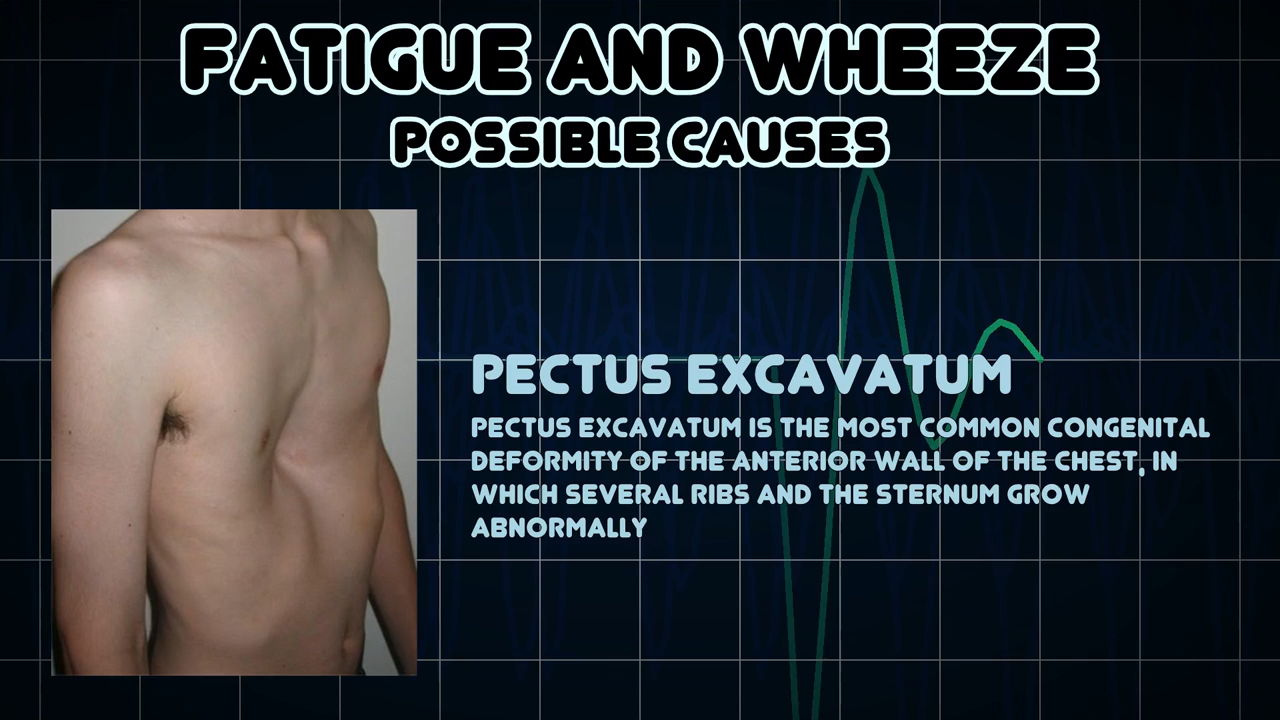 FATIGUE AND WHEEZE
POSSIBLE CAUSES
PECTUS EXCAVATUM
PECTUS EXCAVATUM IS THE MOST COMMON CONGENITAL
DEFORMITY OF THE ANTERIOR WALL OF THE CHEST, IN
WHICH SEVERAL RIBS AND THE STERNUM GROW
ABNORMALLY